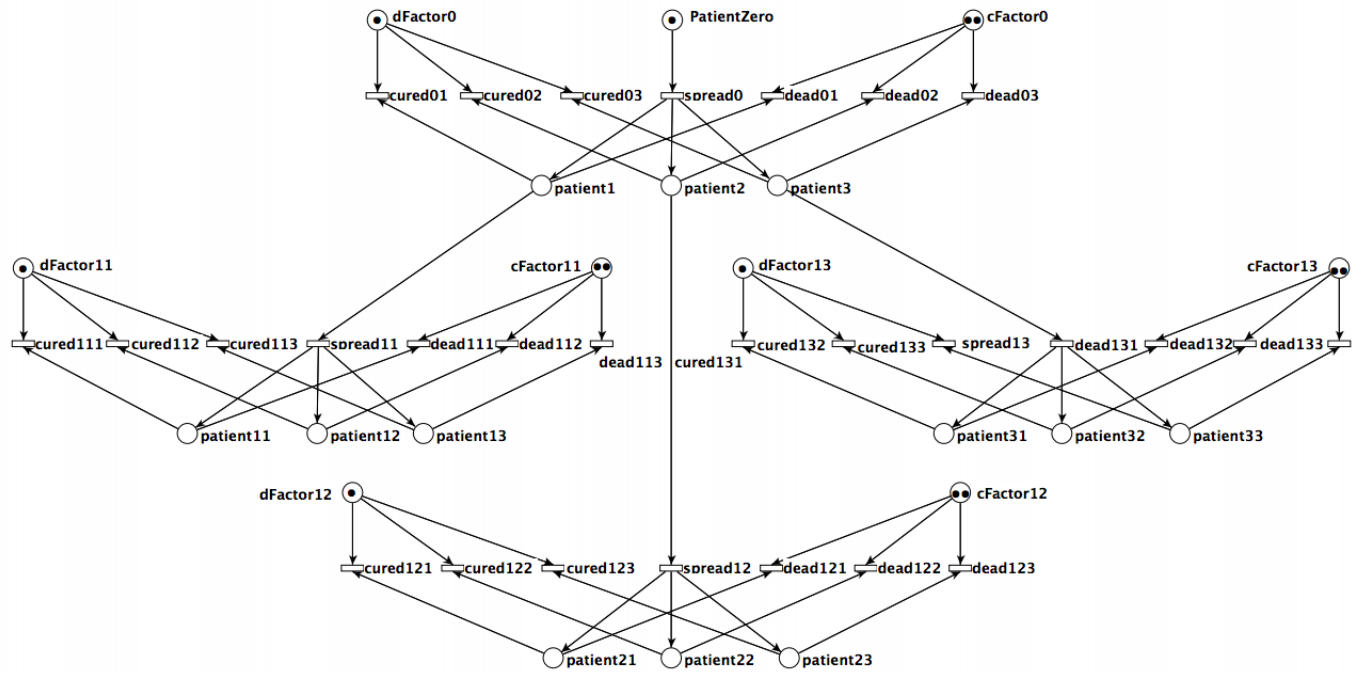 dFactor0
PatientZero
cFactor0
cured01
cured02
cured03
spread0
dead01
dead02
dead03
patient1
patient2
patient3
dFactor11
cFactor11
dFactor13
cFactor13
cured111
cured112
cured113
spread11
dead111
dead112
dead113
cured131
cured132
cured133
spread13
dead131
dead132
dead133
patient11
patient12
patient13
patient31
patient32
patient33
dFactor12
cFactor12
cured121
cured122
cured123
spread12
dead121
dead122
dead123
patient21
patient22
patient23